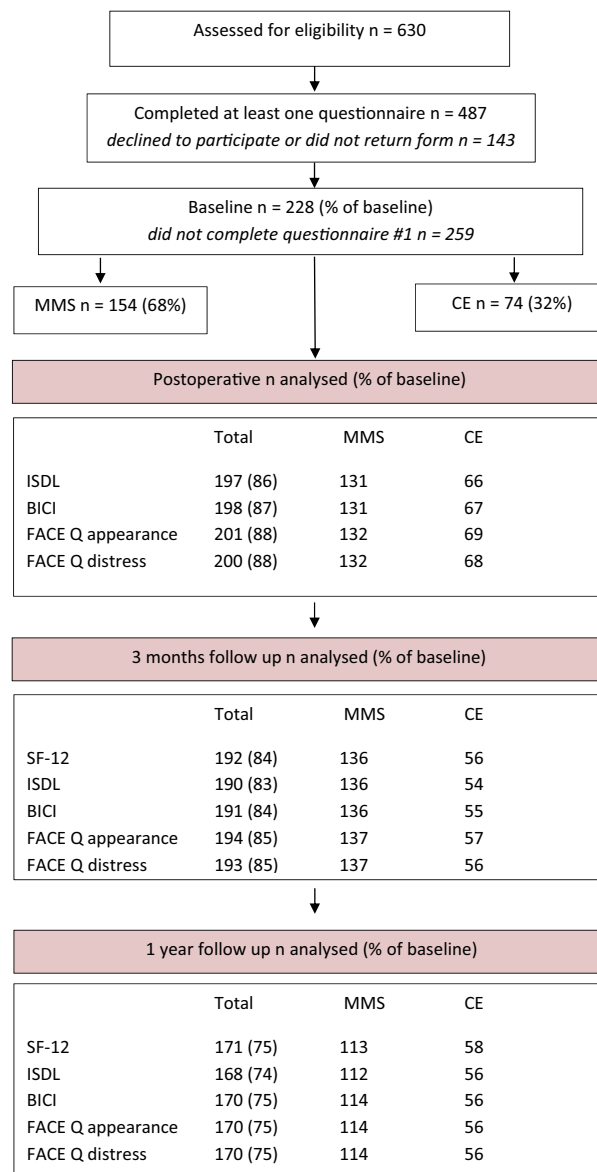 Assessed for eligibility n = 630
Completed at least one questionnaire n = 487
declined to participate or did not return form n = 143
Baseline n = 228 (% of baseline)
did not complete questionnaire #1 n = 259
MMS n = 154 (68%)
CE n = 74 (32%)
Postoperative n analysed (% of baseline)
Total MMS CE
ISDL 197 (86) 131 66
BICI 198 (87) 131 67
FACE Q appearance 201 (88) 132 69
FACE Q distress 200 (88) 132 68
3 months follow up n analysed (% of baseline)
Total MMS CE
SF-12 192 (84) 136 56
ISDL 190 (83) 136 54
BICI 191 (84) 136 55
FACE Q appearance 194 (85) 137 57
FACE Q distress 193 (85) 137 56
1 year follow up n analysed (% of baseline)
Total MMS CE
SF-12 171 (75) 113 58
ISDL 168 (74) 112 56
BICI 170 (75) 114 56
FACE Q appearance 170 (75) 114 56
FACE Q distress 170 (75) 114 56